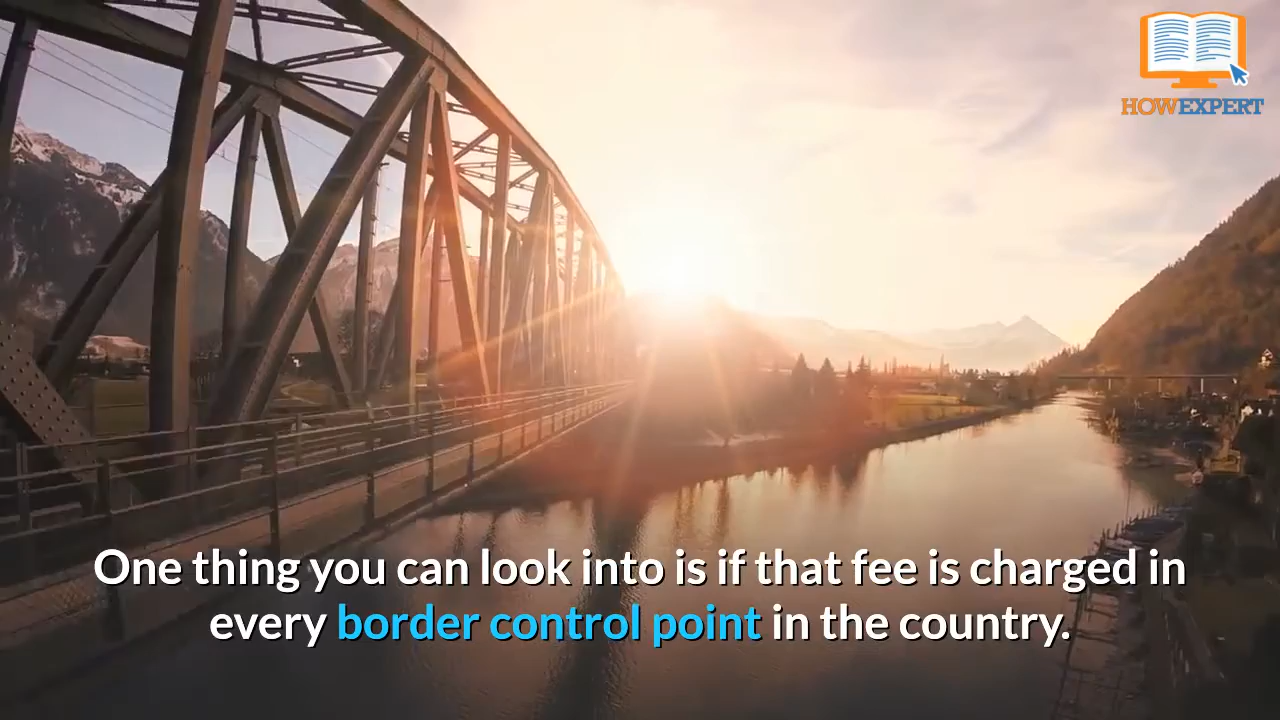 HOWEXPERT
One thing you can look into is if that fee is charged in
every border control point in the country.